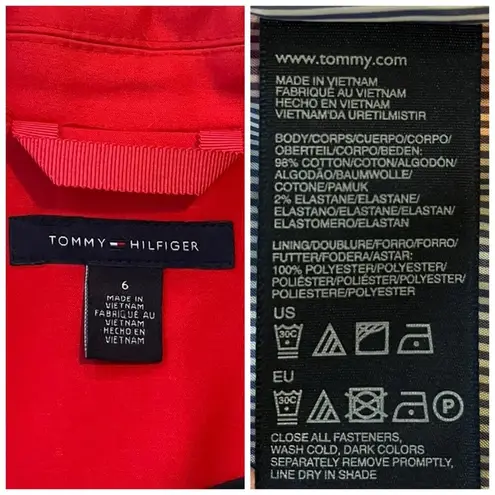 TOMMY HILFIGER
6
MADE IN
VIETNAM
FABRIQUÉ AU
VIETNAM
HECHO EN
VIETNAM
www.tommy.com
MADE IN VIETNAM
FABRIQUÉ AU VIETNAM
HECHO EN VIETNAM
VIETNAM'DA ÜRETILMISTIR
BODY/CORPS/CUERPO/CORPO/
OBERTEIL/CORPO/BEDEN:
98% COTTON/COTON/ALGODÓN/
ALGODÃO/BAUMWOLLE/
COTONE/PAMUK
2% ELASTANE/ELASTANE/
ELASTANO/ELASTANO/ELASTAN/
ELASTOMERO/ELASTAN
LINING/DOUBLURE/FORRO/FORRO/
FUTTER/FODERA/ASTAR:
100% POLYESTER/POLYESTER/
POLIÉSTER/POLIÉSTER/POLYESTER/
POLIESTERE/POLYESTER
US
30C
EU
30C
P
CLOSE ALL FASTENERS,
WASH COLD, DARK COLORS
SEPARATELY REMOVE PROMPTLY,
LINE DRY IN SHADE